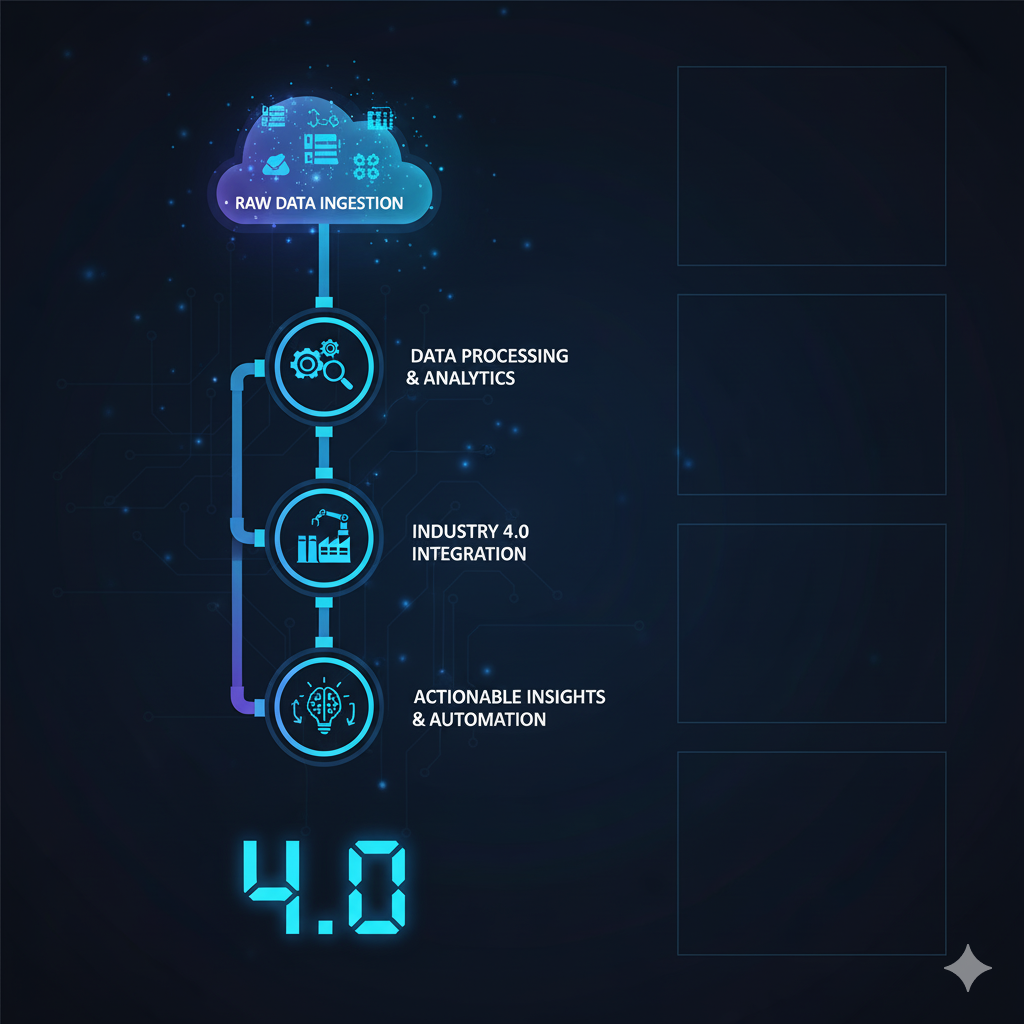 RAW DATA INGESTION
DATA PROCESSING
& ANALYTICS
INDUSTRY 4.0
INTEGRATION
ACTIONABLE INSIGHTS
& AUTOMATION
4.0